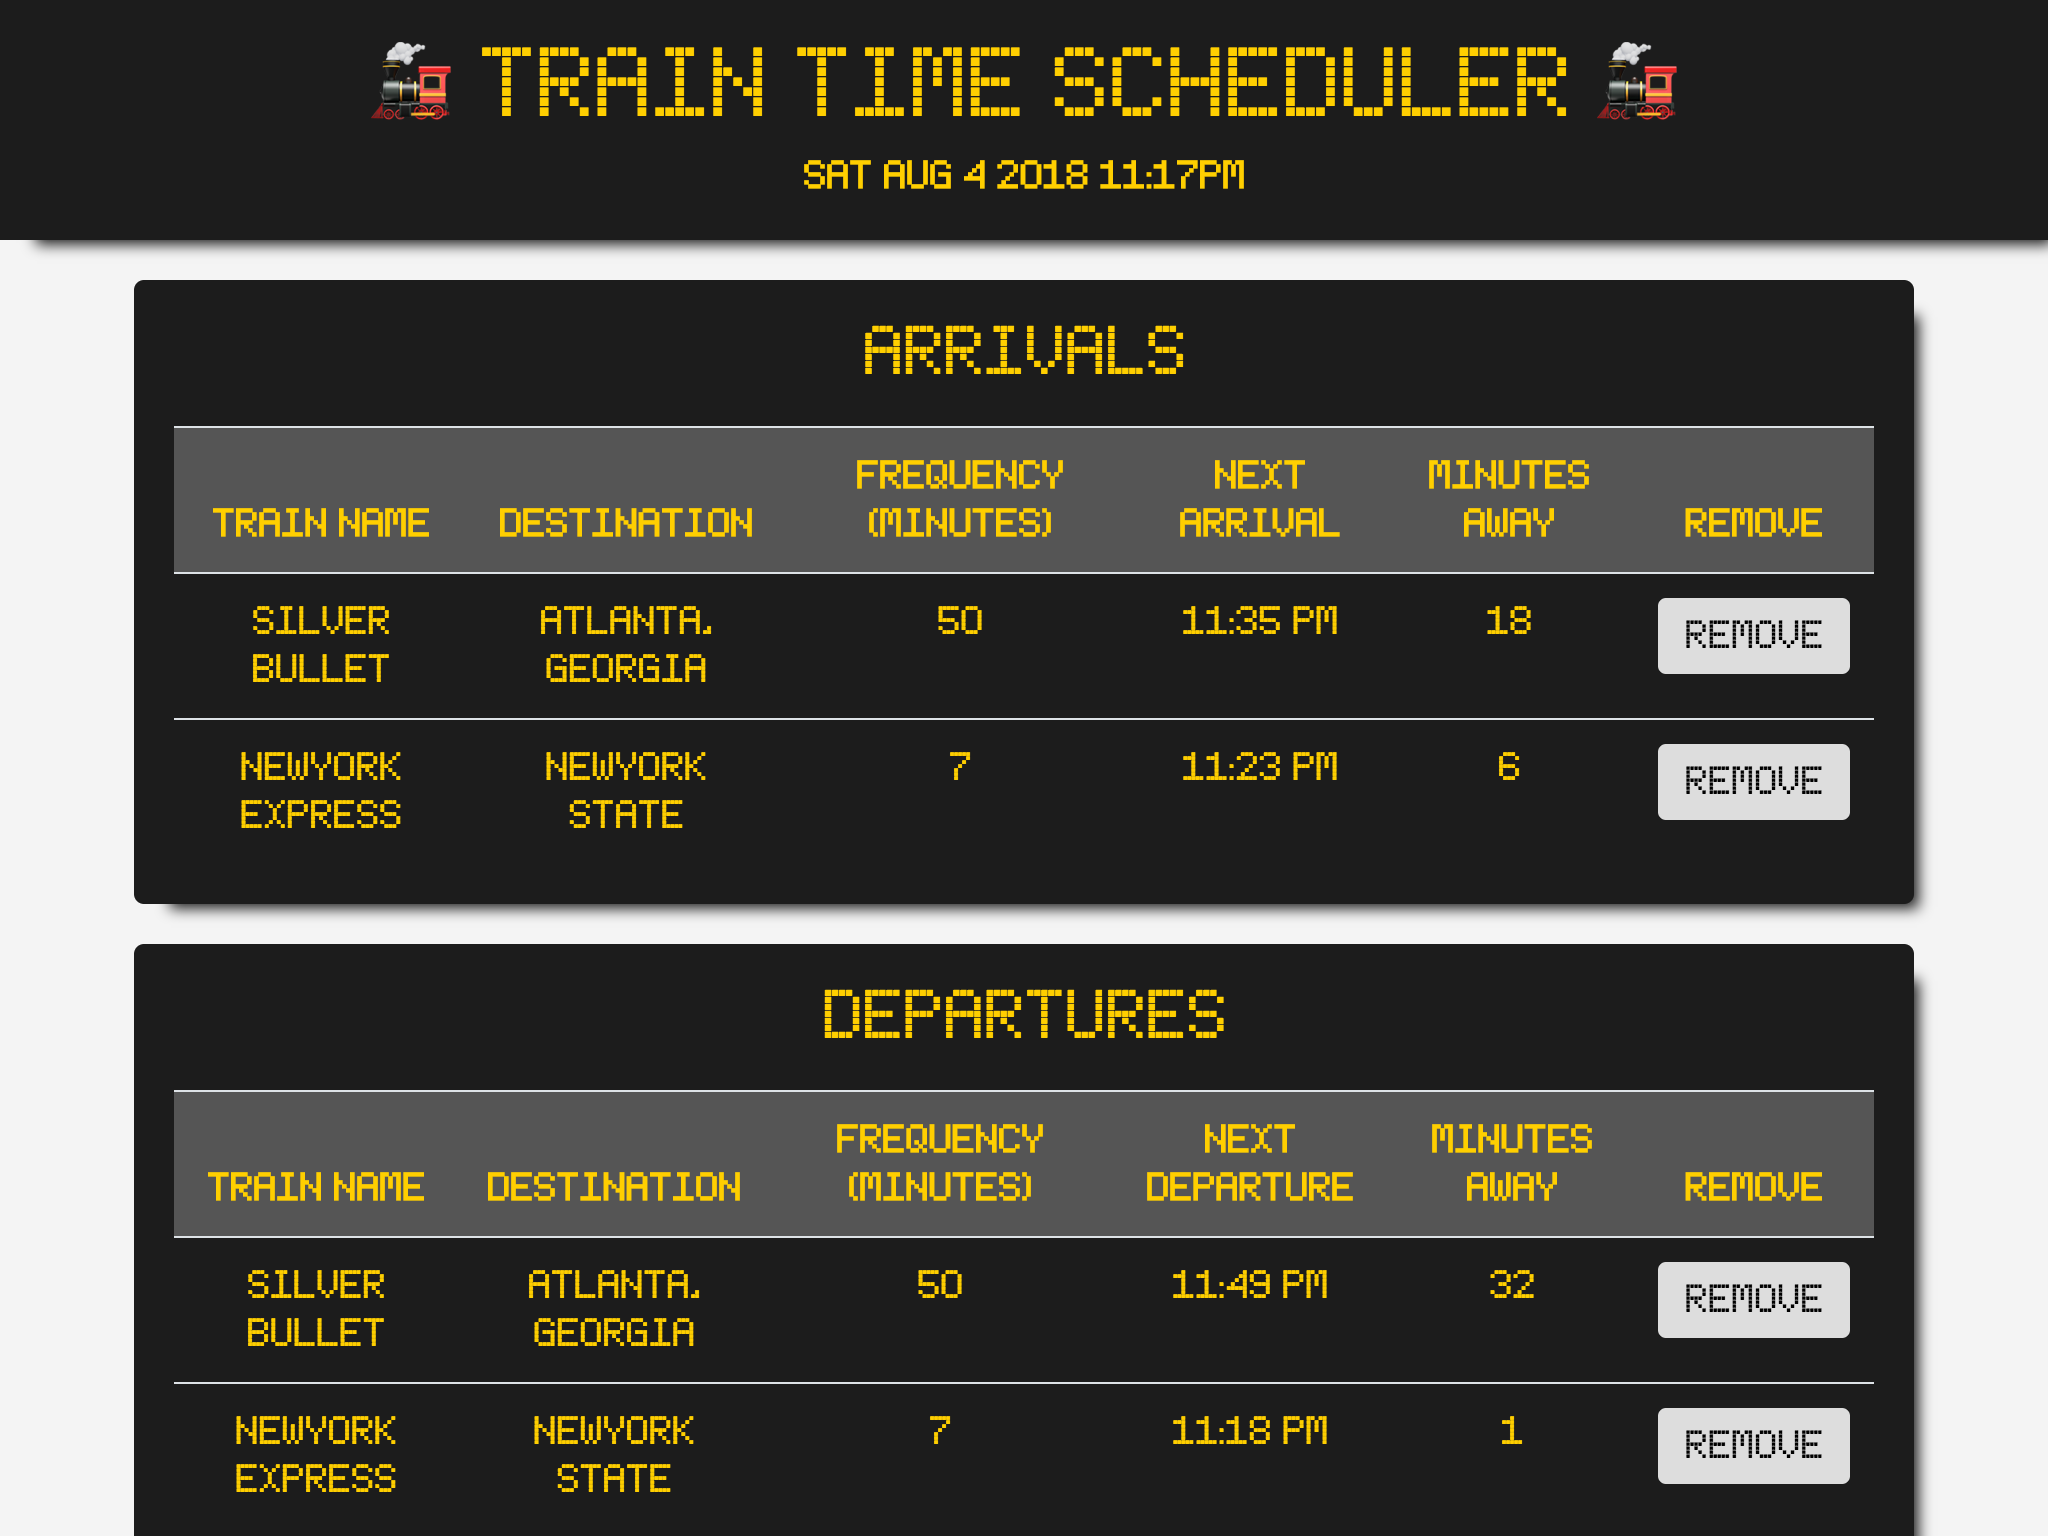 TRAIN TIME SCHEDULER
SAT AUG 4 2018 11:17PM
ARRIVALS
TRAIN NAME DESTINATION FREQUENCY (MINUTES) NEXT ARRIVAL MINUTES AWAY REMOVE
SILVER BULLET ATLANTA, GEORGIA 50 11:35 PM 18 REMOVE
NEWYORK EXPRESS NEWYORK STATE 7 11:23 PM 6 REMOVE
DEPARTURES
TRAIN NAME DESTINATION FREQUENCY (MINUTES) NEXT DEPARTURE MINUTES AWAY REMOVE
SILVER BULLET ATLANTA, GEORGIA 50 11:49 PM 32 REMOVE
NEWYORK EXPRESS NEWYORK STATE 7 11:18 PM 1 REMOVE